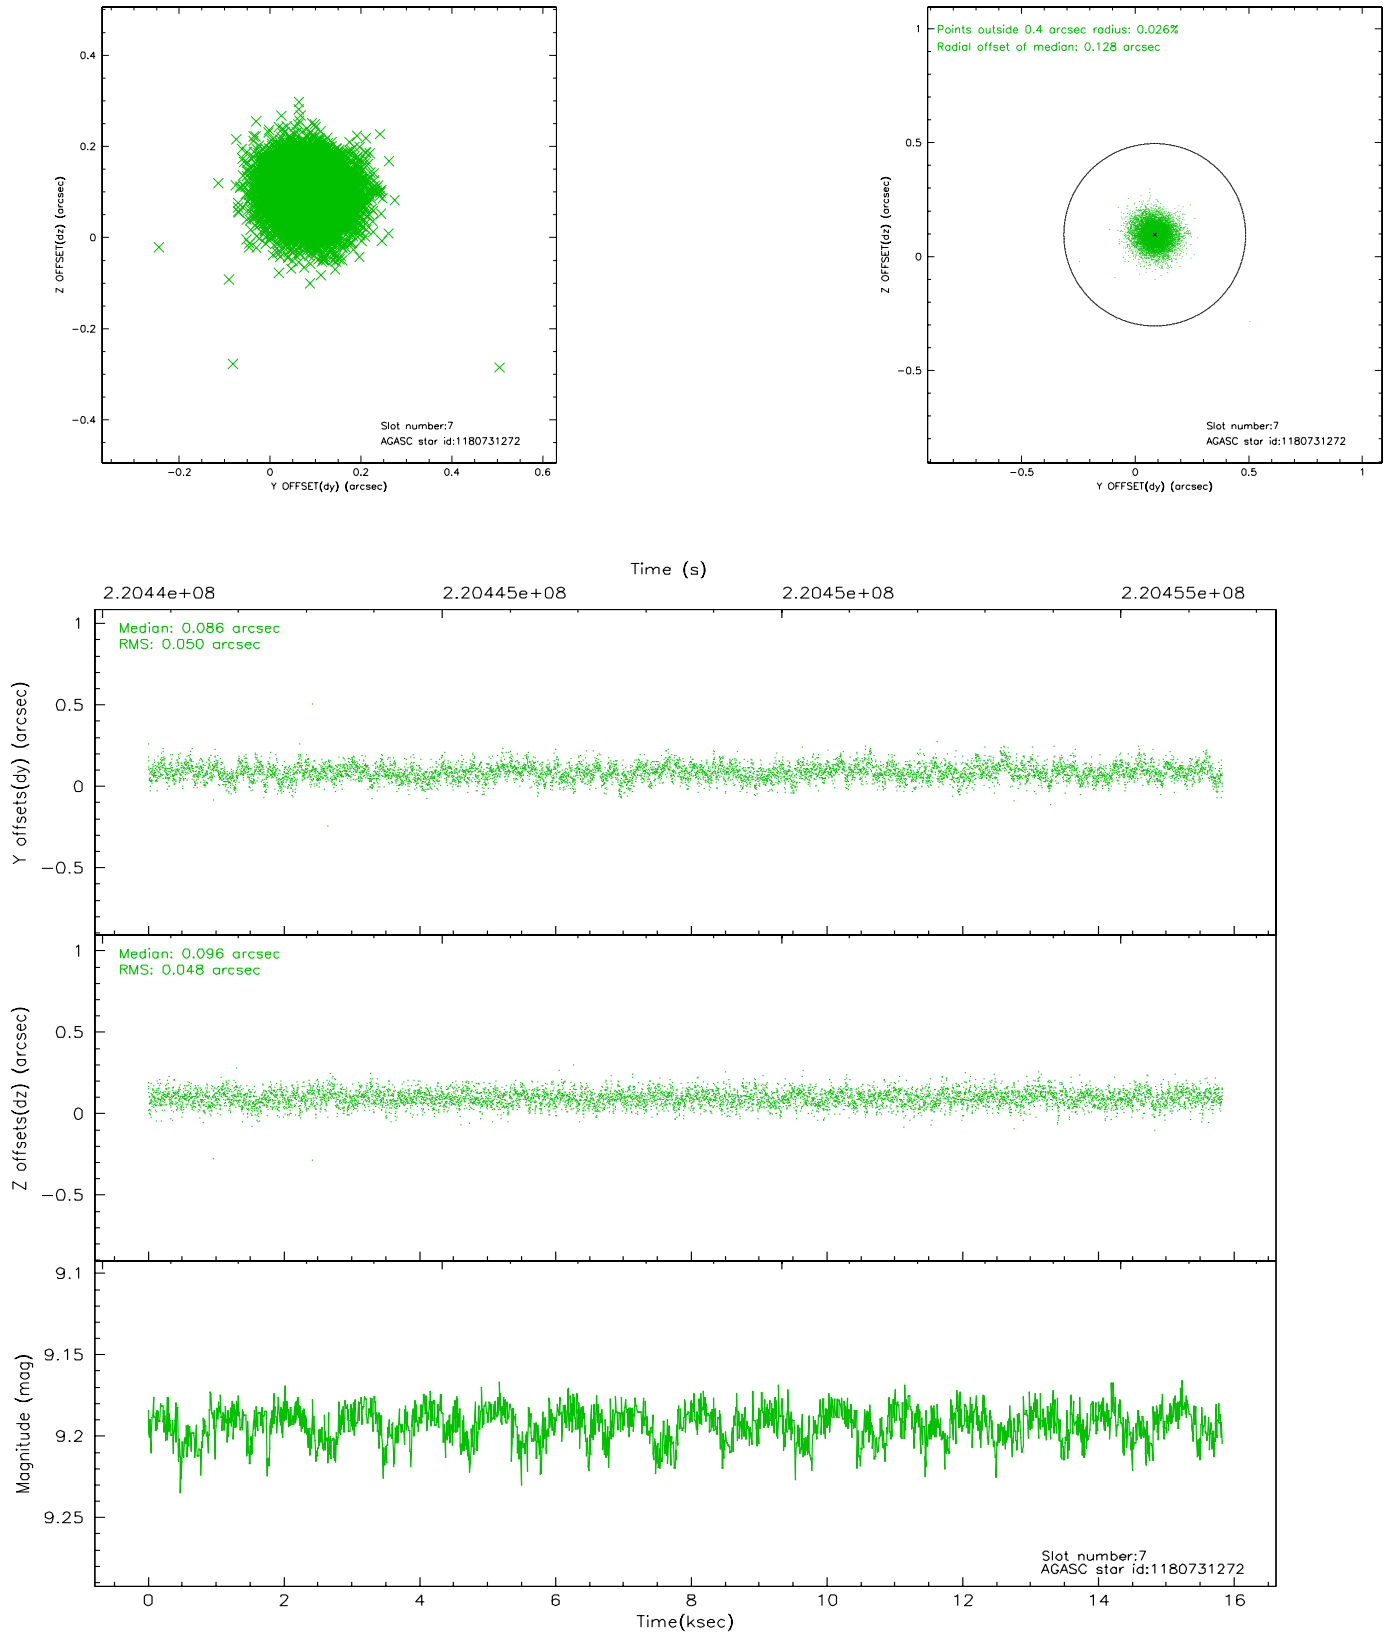 0.4
0.2
0
−0.2
−0.4
Z OFFSET(dz) (arcsec)
Slot number:7
AGASC star id:1180731272
−0.2 0 0.2 0.4 0.6
Y OFFSET(dy) (arcsec)
Points outside 0.4 arcsec radius: 0.026%
Radial offset of median: 0.128 arcsec
1
0.5
0
−0.5
Z OFFSET(dz) (arcsec)
Slot number:7
AGASC star id:1180731272
−0.5 0 0.5 1
Y OFFSET(dy) (arcsec)
Time (s)
2.2044e+08 2.20445e+08 2.2045e+08 2.20455e+08
Median: 0.086 arcsec
RMS: 0.050 arcsec
1
0.5
0
−0.5
Y offsets(dy) (arcsec)
Median: 0.096 arcsec
RMS: 0.048 arcsec
1
0.5
0
−0.5
Z offsets(dz) (arcsec)
9.1
9.15
9.2
9.25
Magnitude (mag)
Slot number:7
AGASC star id:1180731272
0 2 4 6 8 10 12 14 16
Time(ksec)